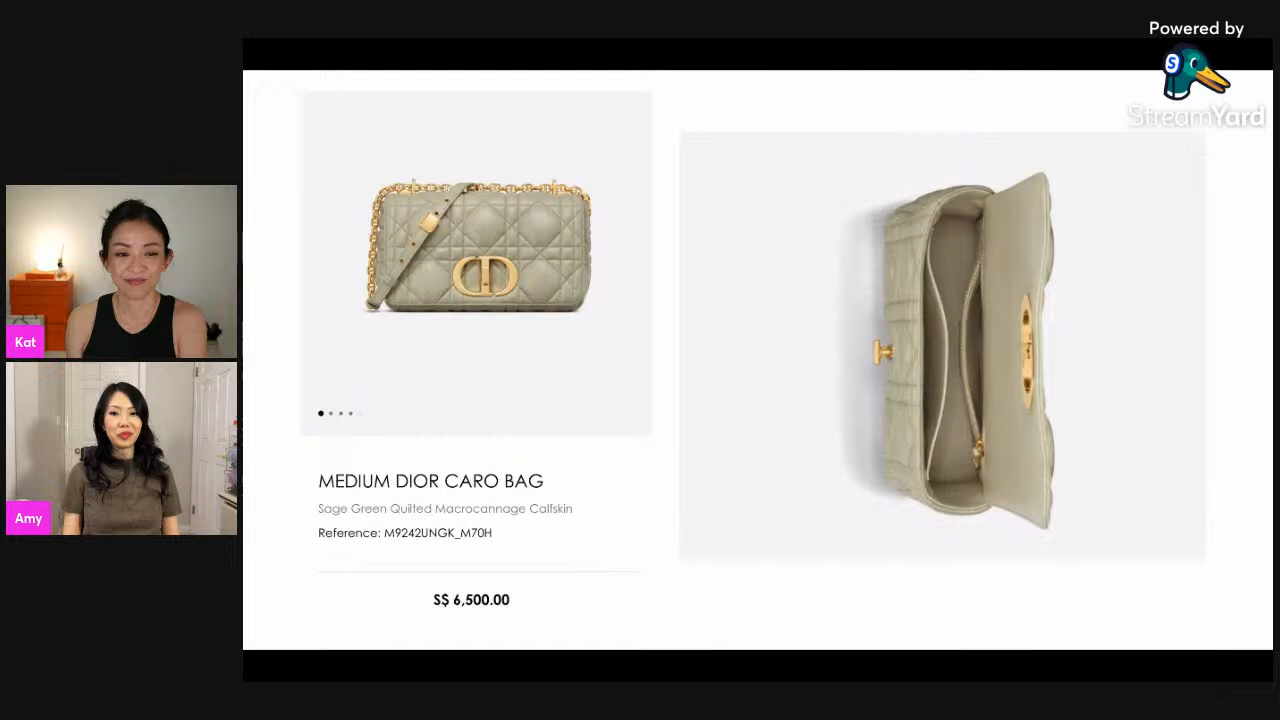 Powered by
S
StreamYard
Kat
Amy
CD
MEDIUM DIOR CARO BAG
Sage Green Quilted Macrocannage Calfskin
Reference: M9242UNGK_M70H
S$ 6,500.00